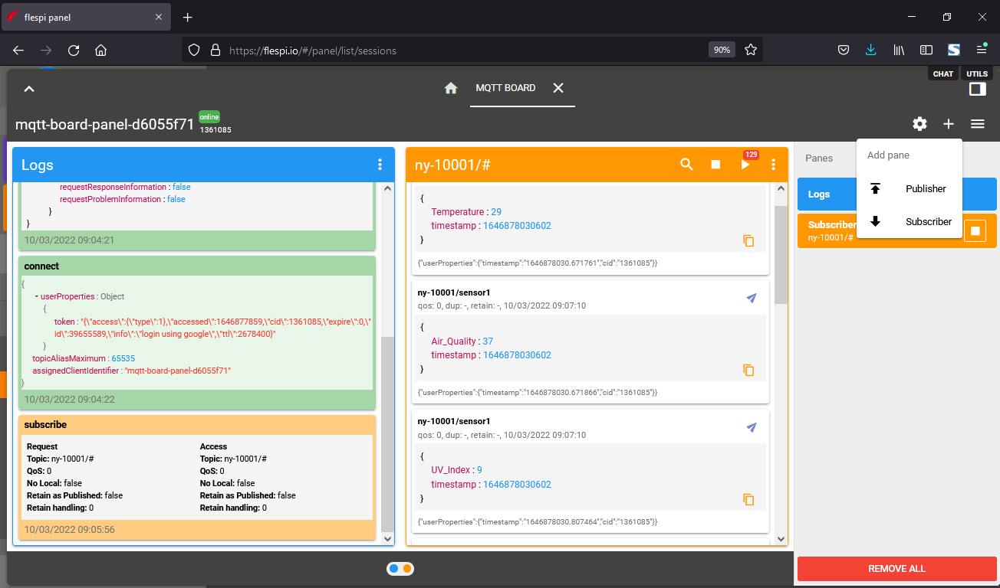 flespi panel
https://flespi.io/#/panel/list/sessions
90%
CHAT
UTILS
MQTT BOARD
mqtt-board-panel-d6055f71
online
1361085
Logs
requestResponseInformation : false
requestProblemInformation : false
}
}
10/03/2022 09:04:21
connect
{
userProperties : Object
{
token : "{\"access\":{\"type\":1},\"accessed\":1646877859,\"cid\":1361085,\"expire\":0,\"
id\":39655589,\"info\":\"login using google\",\"ttl\":2678400}"
}
topicAliasMaximum : 65535
assignedClientIdentifier : "mqtt-board-panel-d6055f71"
}
10/03/2022 09:04:22
subscribe
Request
Topic: ny-10001/#
QoS: 0
No Local: false
Retain as Published: false
Retain handling: 0
Access
Topic: ny-10001/#
QoS: 0
No Local: false
Retain as Published: false
Retain handling: 0
10/03/2022 09:05:56
ny-10001/#
129
{
Temperature : 29
timestamp : 1646878030602
}
{"userProperties":{"timestamp":"1646878030.671761","cid":"1361085"}}
ny-10001/sensor1
qos: 0, dup: -, retain: -, 10/03/2022 09:07:10
{
Air_Quality : 37
timestamp : 1646878030602
}
{"userProperties":{"timestamp":"1646878030.671866","cid":"1361085"}}
ny-10001/sensor1
qos: 0, dup: -, retain: -, 10/03/2022 09:07:10
{
UV_Index : 9
timestamp : 1646878030602
}
{"userProperties":{"timestamp":"1646878030.807464","cid":"1361085"}}
Panes
Logs
Subscriber
ny-10001/#
Add pane
Publisher
Subscriber
REMOVE ALL